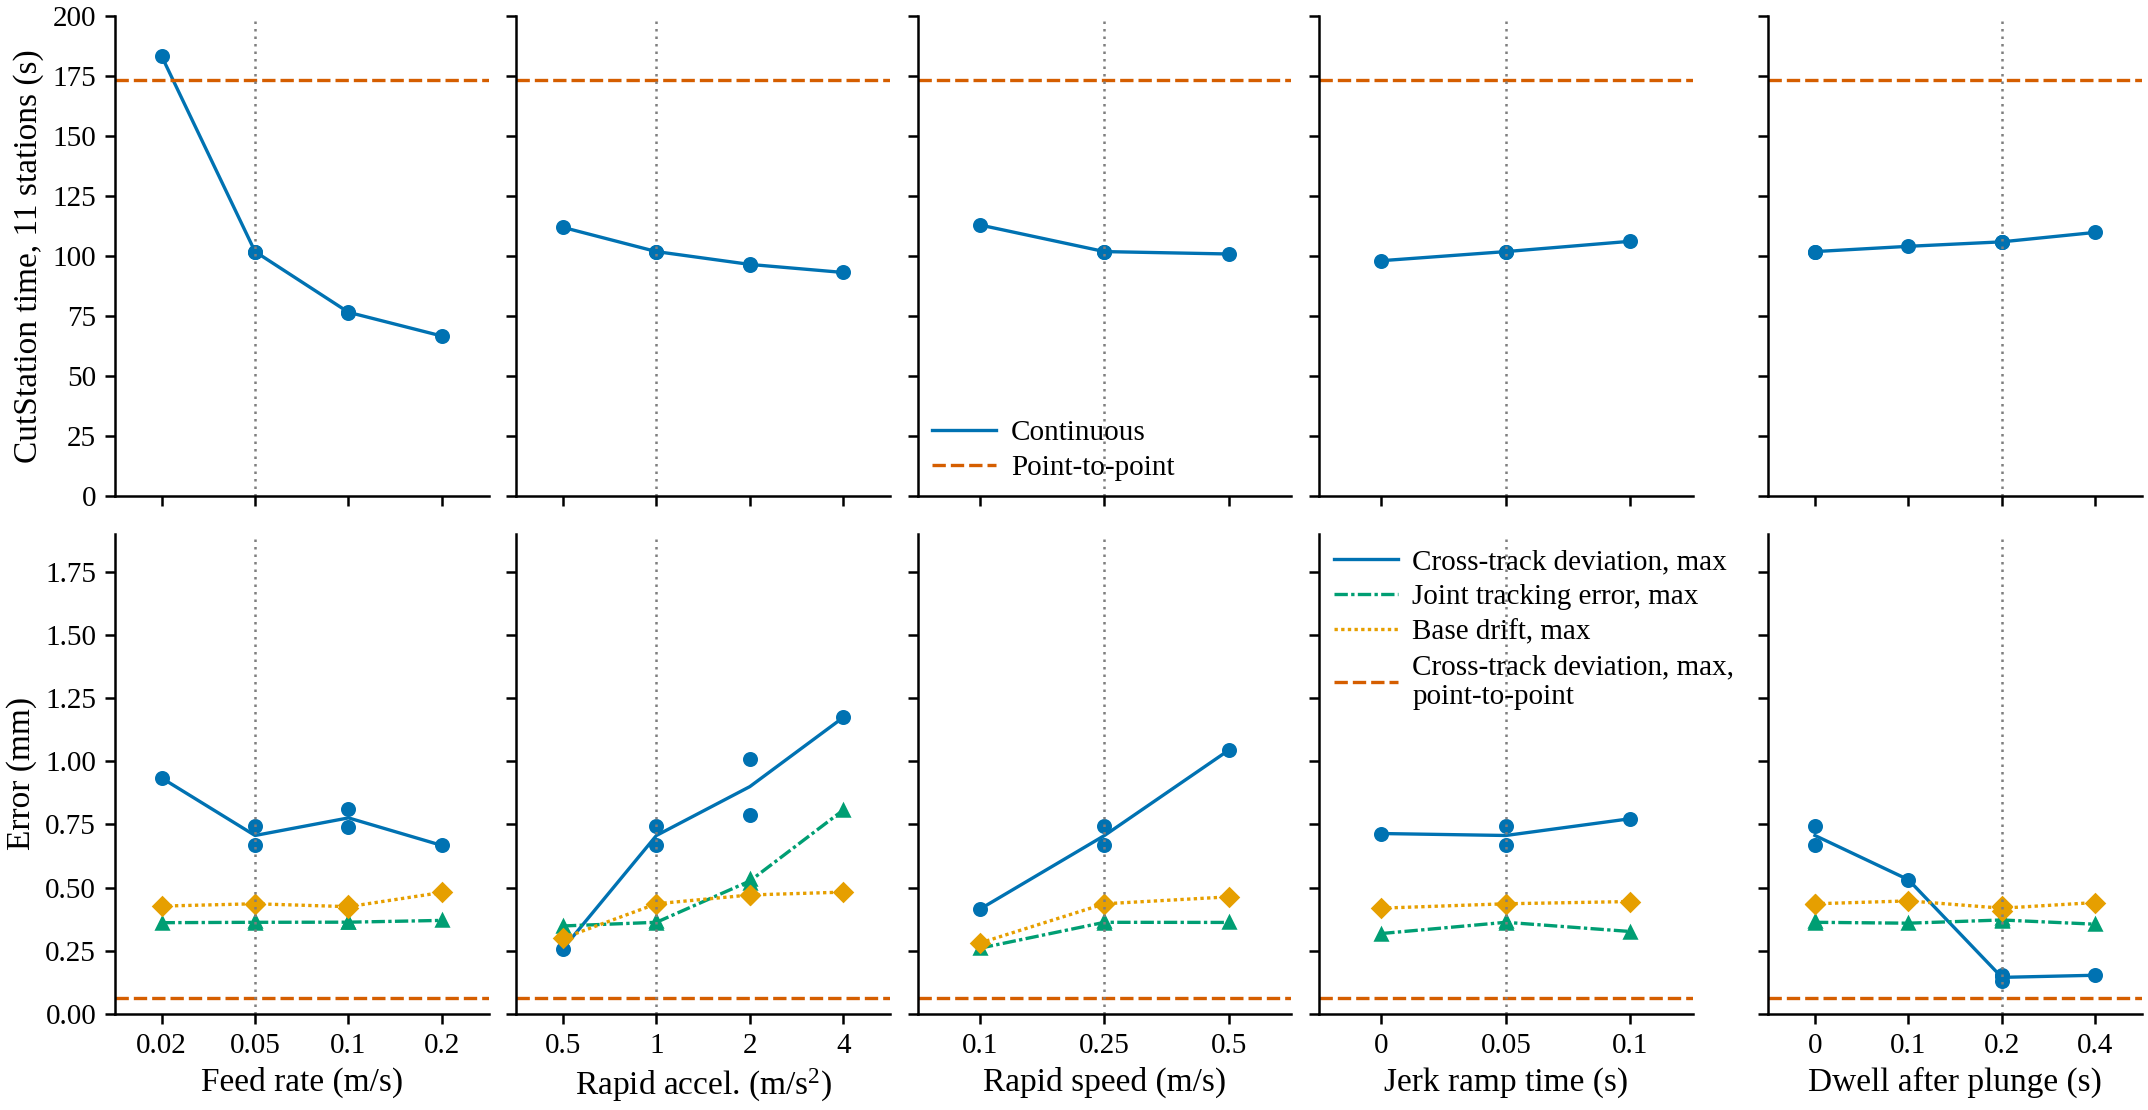 CutStation time, 11 stations (s)
200
175
150
125
100
75
50
25
0
Continuous
Point-to-point
Error (mm)
1.75
1.50
1.25
1.00
0.75
0.50
0.25
0.00
Cross-track deviation, max
Joint tracking error, max
Base drift, max
Cross-track deviation, max,
point-to-point
0.02 0.05 0.1 0.2
0.5 1 2 4
0.1 0.25 0.5
0 0.05 0.1
0 0.1 0.2 0.4
Feed rate (m/s)
Rapid accel. (m/s²)
Rapid speed (m/s)
Jerk ramp time (s)
Dwell after plunge (s)